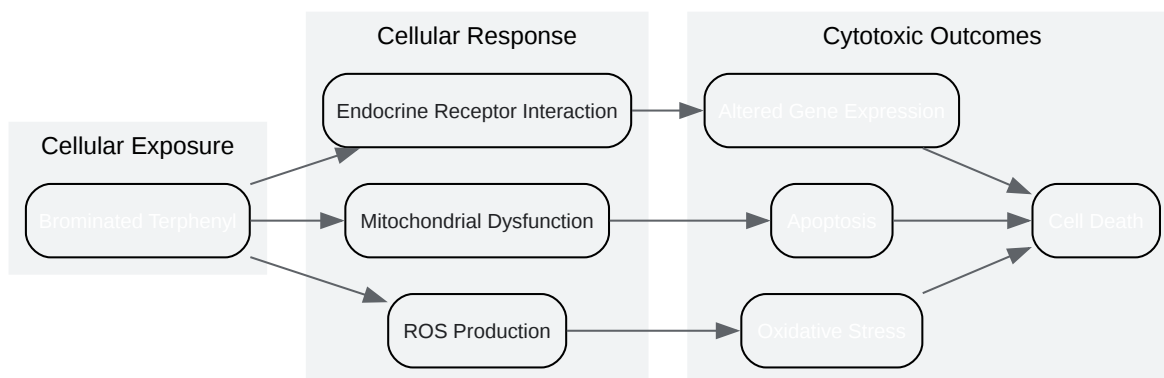 Cellular Exposure
Brominated Terphenyl
Cellular Response
Endocrine Receptor Interaction
Mitochondrial Dysfunction
ROS Production
Cytotoxic Outcomes
Altered Gene Expression
Apoptosis
Oxidative Stress
Cell Death